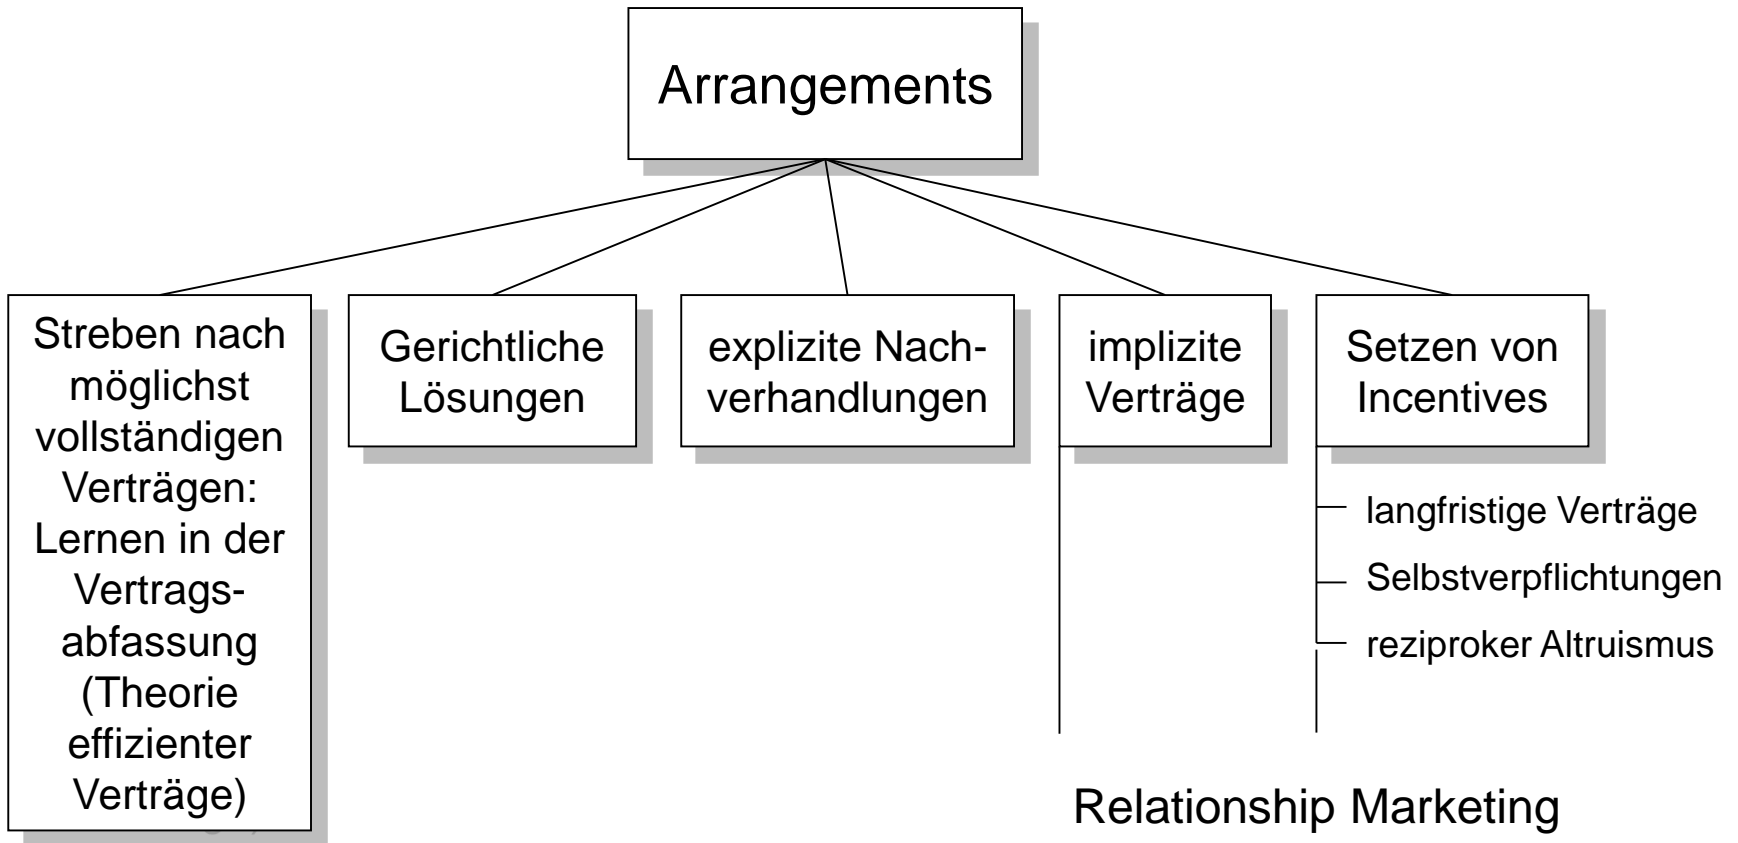 Arrangements
Streben nach
möglichst
vollständigen
Verträgen:
Lernen in der
Vertrags-
abfassung
(Theorie
effizienter
Verträge)
Gerichtliche
Lösungen
explizite Nach-
verhandlungen
implizite
Verträge
Setzen von
Incentives
langfristige Verträge
Selbstverpflichtungen
reziproker Altruismus
Relationship Marketing